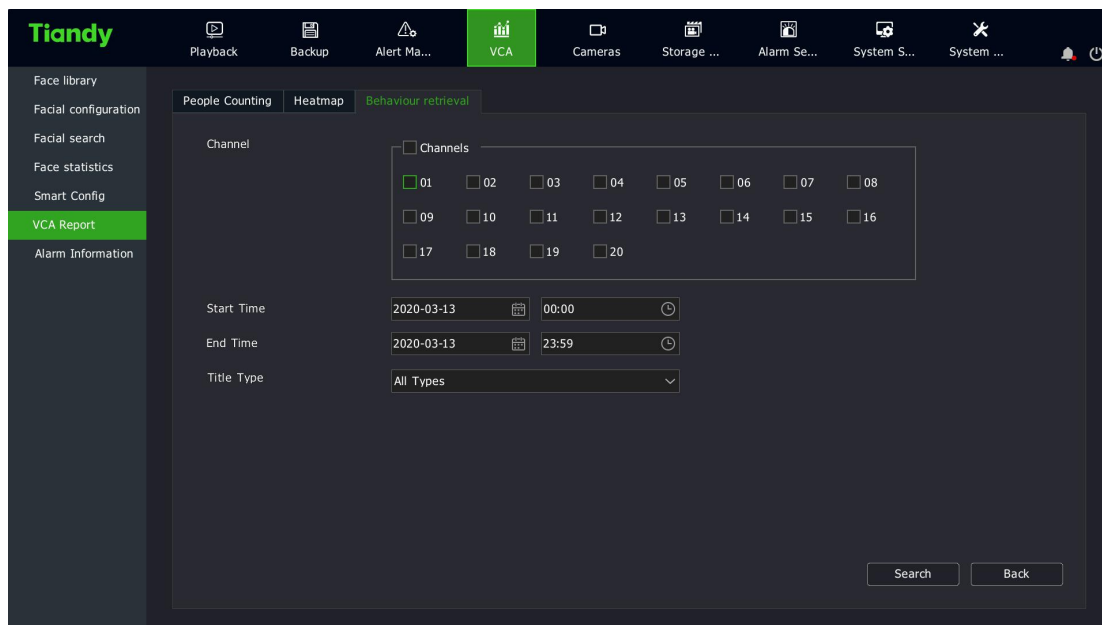 Tiandy
Playback
Backup
Alert Ma...
VCA
Cameras
Storage ...
Alarm Se...
System S...
System ...
Face library
Facial configuration
Facial search
Face statistics
Smart Config
VCA Report
Alarm Information
People Counting Heatmap Behaviour retrieval
Channel
Channels
01 02 03 04 05 06 07 08
09 10 11 12 13 14 15 16
17 18 19 20
Start Time 2020-03-13 00:00
End Time 2020-03-13 23:59
Title Type All Types
Search Back